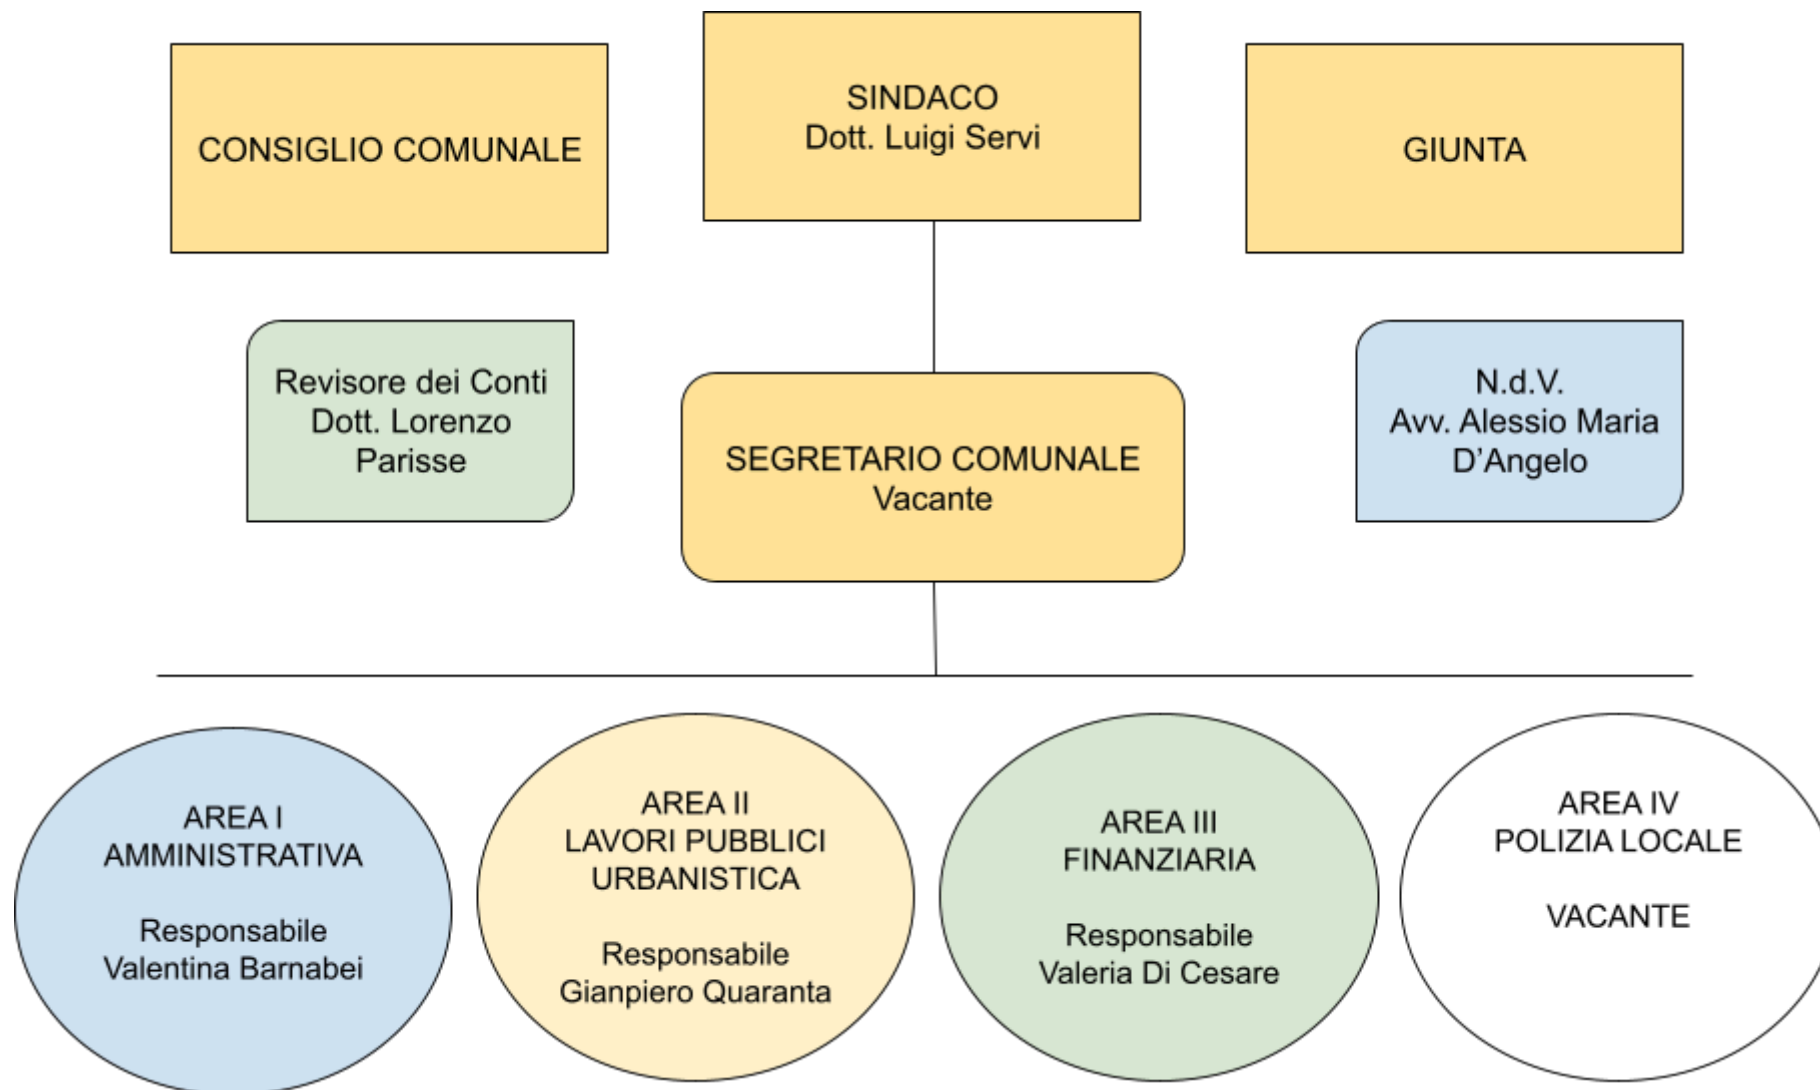 CONSIGLIO COMUNALE
SINDACO
Dott. Luigi Servi
GIUNTA
Revisore dei Conti
Dott. Lorenzo
Parisse
SEGRETARIO COMUNALE
Vacante
N.d.V.
Avv. Alessio Maria
D’Angelo
AREA I
AMMINISTRATIVA
Responsabile
Valentina Barnabei
AREA II
LAVORI PUBBLICI
URBANISTICA
Responsabile
Gianpiero Quaranta
AREA III
FINANZIARIA
Responsabile
Valeria Di Cesare
AREA IV
POLIZIA LOCALE
VACANTE